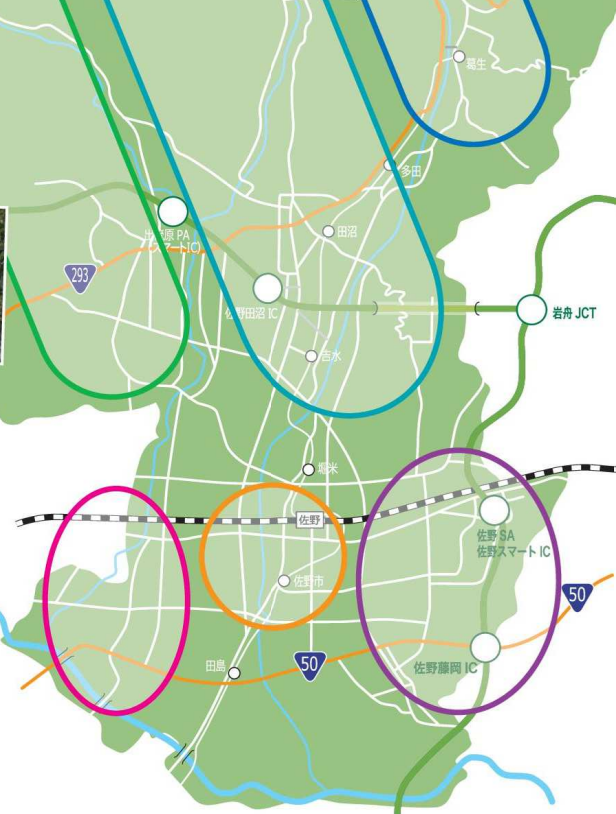 葛生
多田
田沼
出流原 PA
(スマートIC)
293
佐野田沼 IC
岩舟 JCT
吉水
堀米
佐野
佐野 SA
佐野スマート IC
佐野市
50
佐野藤岡 IC
田島
50